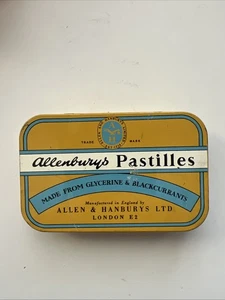 TRADE MARK
Allenburys Pastilles
MADE FROM GLYCERINE & BLACKCURRANTS
Manufactured in England by
ALLEN & HANBURYS LTD
LONDON E2